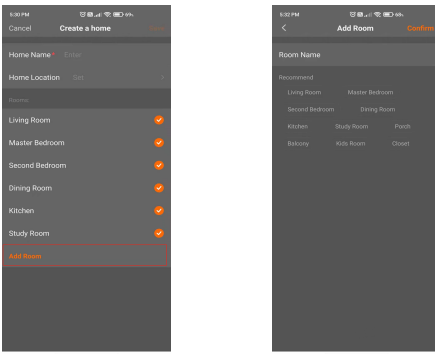 5:30 PM
69%
Cancel
Create a home
Home Name *
Enter
Home Location
Set
Rooms
Living Room
Master Bedroom
Second Bedroom
Dining Room
Kitchen
Study Room
Add Room
5:32 PM
69%
Add Room
Confirm
Room Name
Recommend
Living Room Master Bedroom
Second Bedroom Dining Room
Kitchen Study Room Porch
Balcony Kids Room Closet